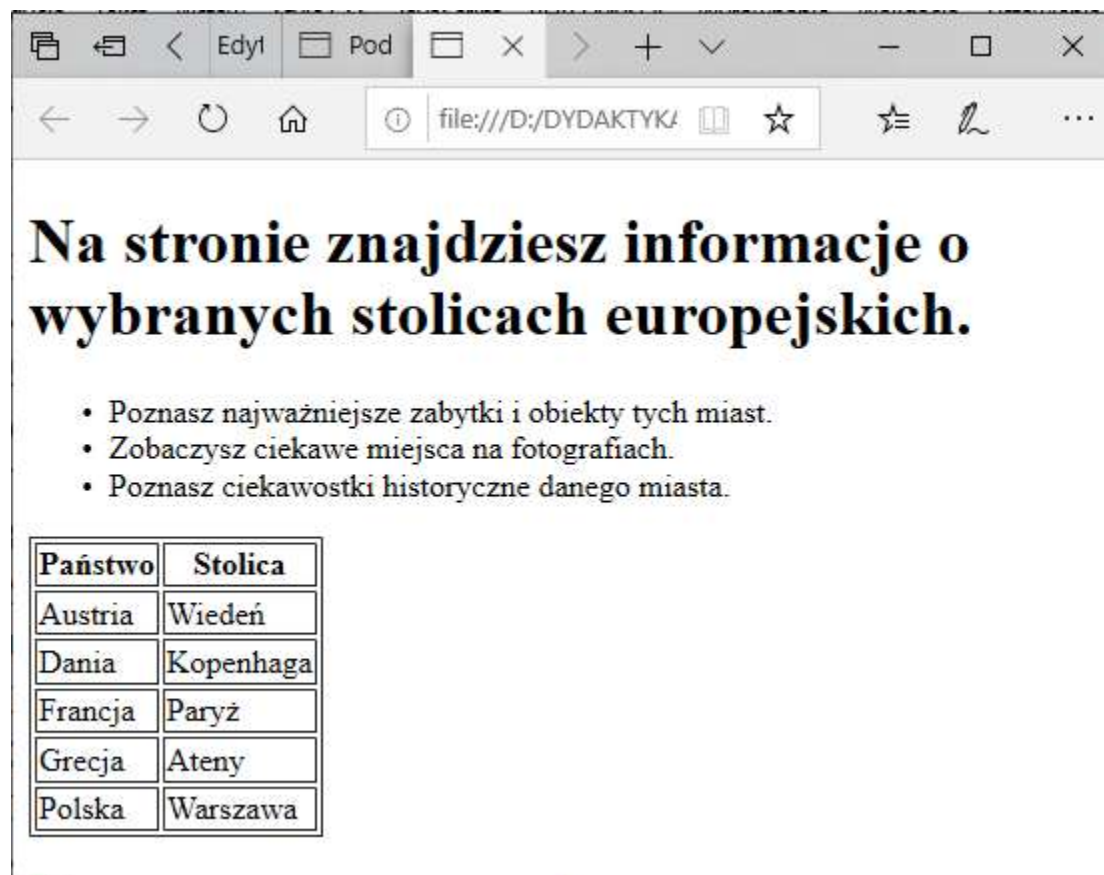 Edyt
Pod
file:///D:/DYDAKTYKA
Na stronie znajdziesz informacje o
wybranych stolicach europejskich.
• Poznasz najważniejsze zabytki i obiekty tych miast.
• Zobaczysz ciekawe miejsca na fotografiach.
• Poznasz ciekawostki historyczne danego miasta.
Państwo Stolica
Austria Wiedeń
Dania Kopenhaga
Francja Paryż
Grecja Ateny
Polska Warszawa